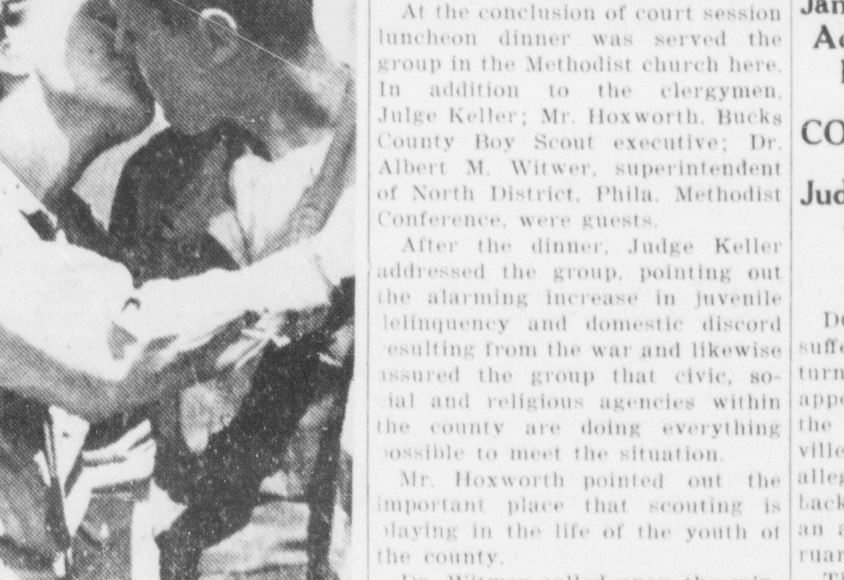 At the conclusion of court session
luncheon dinner was served the
group in the Methodist church here.
In addition to the clergymen,
Julge Keller; Mr. Hoxworth, Bucks
County Boy Scout executive; Dr.
Albert M. Witwer, superintendent
of North District, Phila. Methodist
Conference, were guests.
After the dinner, Judge Keller
addressed the group, pointing out
the alarming increase in juvenile
delinquency and domestic discord
resulting from the war and likewise
assured the group that civic, so-
cial and religious agencies within
the county are doing everything
possible to meet the situation.
Mr. Hoxworth pointed out the
important place that scouting is
playing in the life of the youth of
the county.
Jan
Ac
CO
Jud
DO
suffe
turn
appe
the
ville
alleg
back
an a
ruar